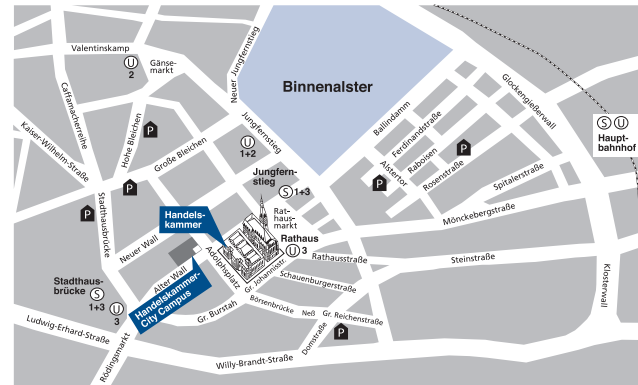 Valentinskamp
U
2
Gänse-
markt
Neuer Jungfernstieg
Binnenalster
Glockengießerwall
Caffamacherreihe
Kaiser-Wilhelm-Straße
Hohe Bleichen
P
Große Bleichen
Jungfernstieg
U
1+2
Ballindamm
Ferdinandstraße
Alstertor
Raboisen
Rosenstraße
P
P
S U
Haupt-
bahnhof
Spitalerstraße
Mönckebergstraße
Jungfern-
stieg
S 1+3
P
P
Stadthausbrücke
Handels-
kammer
Rat-
haus-
markt
Rathaus
U 3
Rathausstraße
Steinstraße
Klosterwall
Neuer Wall
Alter Wall
Adolphsplatz
Gr. Johannisstr.
Schauenburgerstraße
Handelskammer-
City Campus
Stadthaus-
brücke
S
1+3
U
3
Gr. Burstah
Börsenbrücke
Neß
Gr. Reichenstraße
P
Domstraße
Ludwig-Erhard-Straße
Rödingsmarkt
Willy-Brandt-Straße